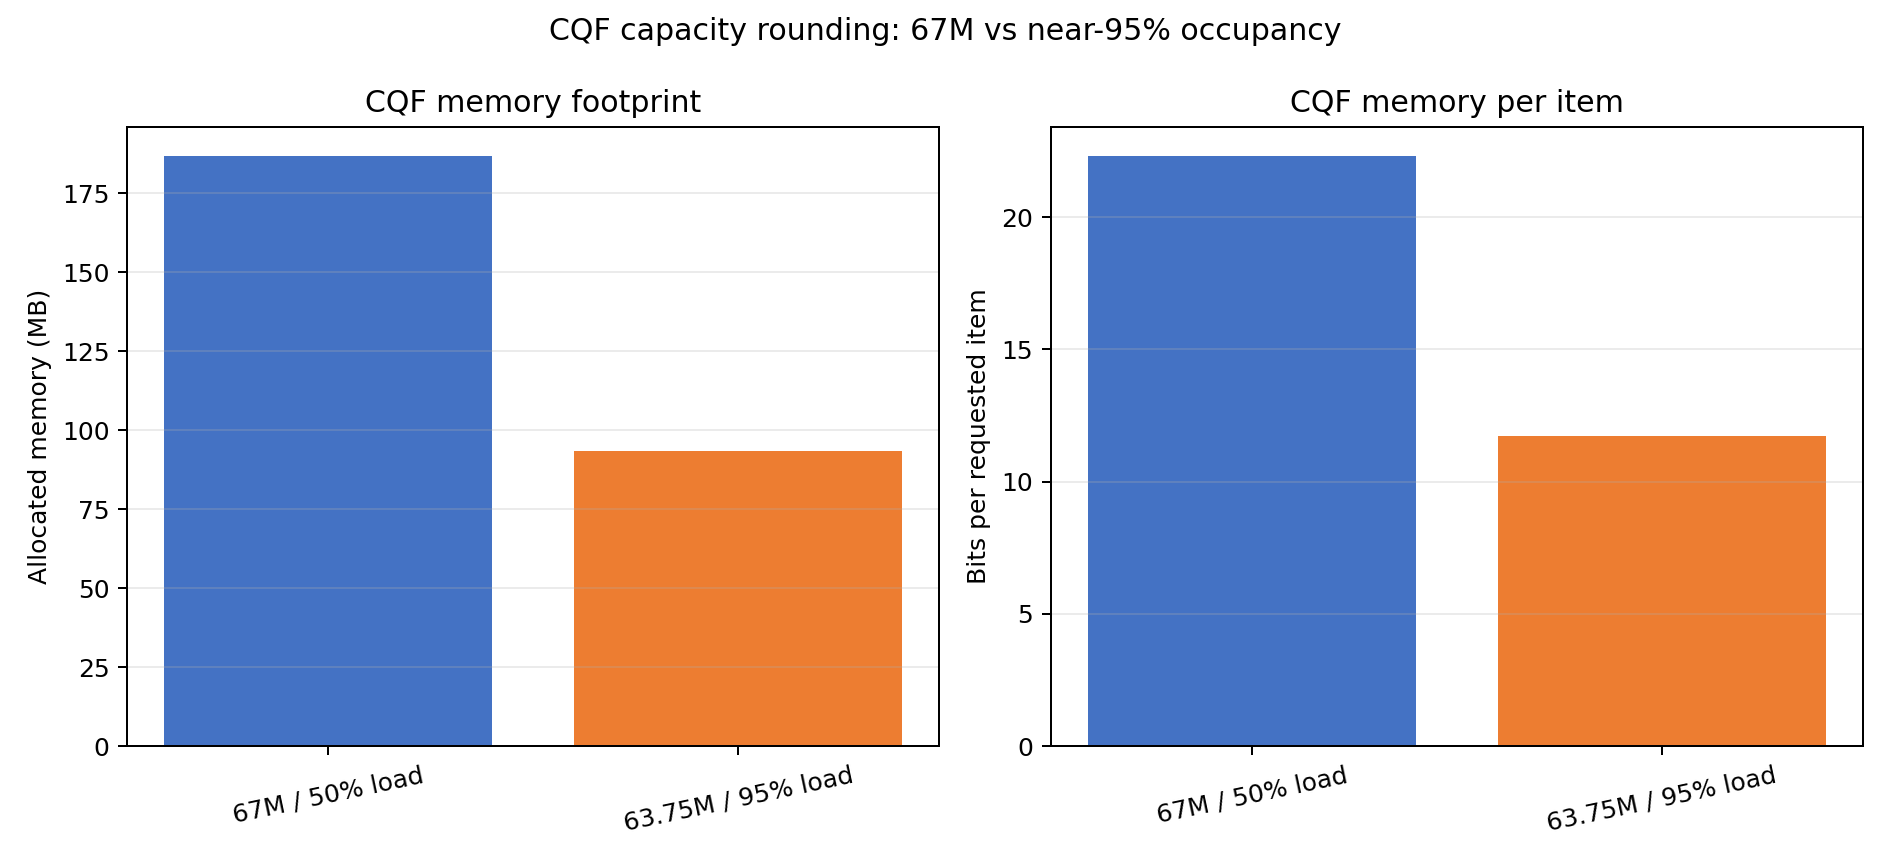 CQF capacity rounding: 67M vs near-95% occupancy
CQF memory footprint
Allocated memory (MB)
175
150
125
100
75
50
25
0
67M / 50% load
63.75M / 95% load
CQF memory per item
Bits per requested item
20
15
10
5
0
67M / 50% load
63.75M / 95% load